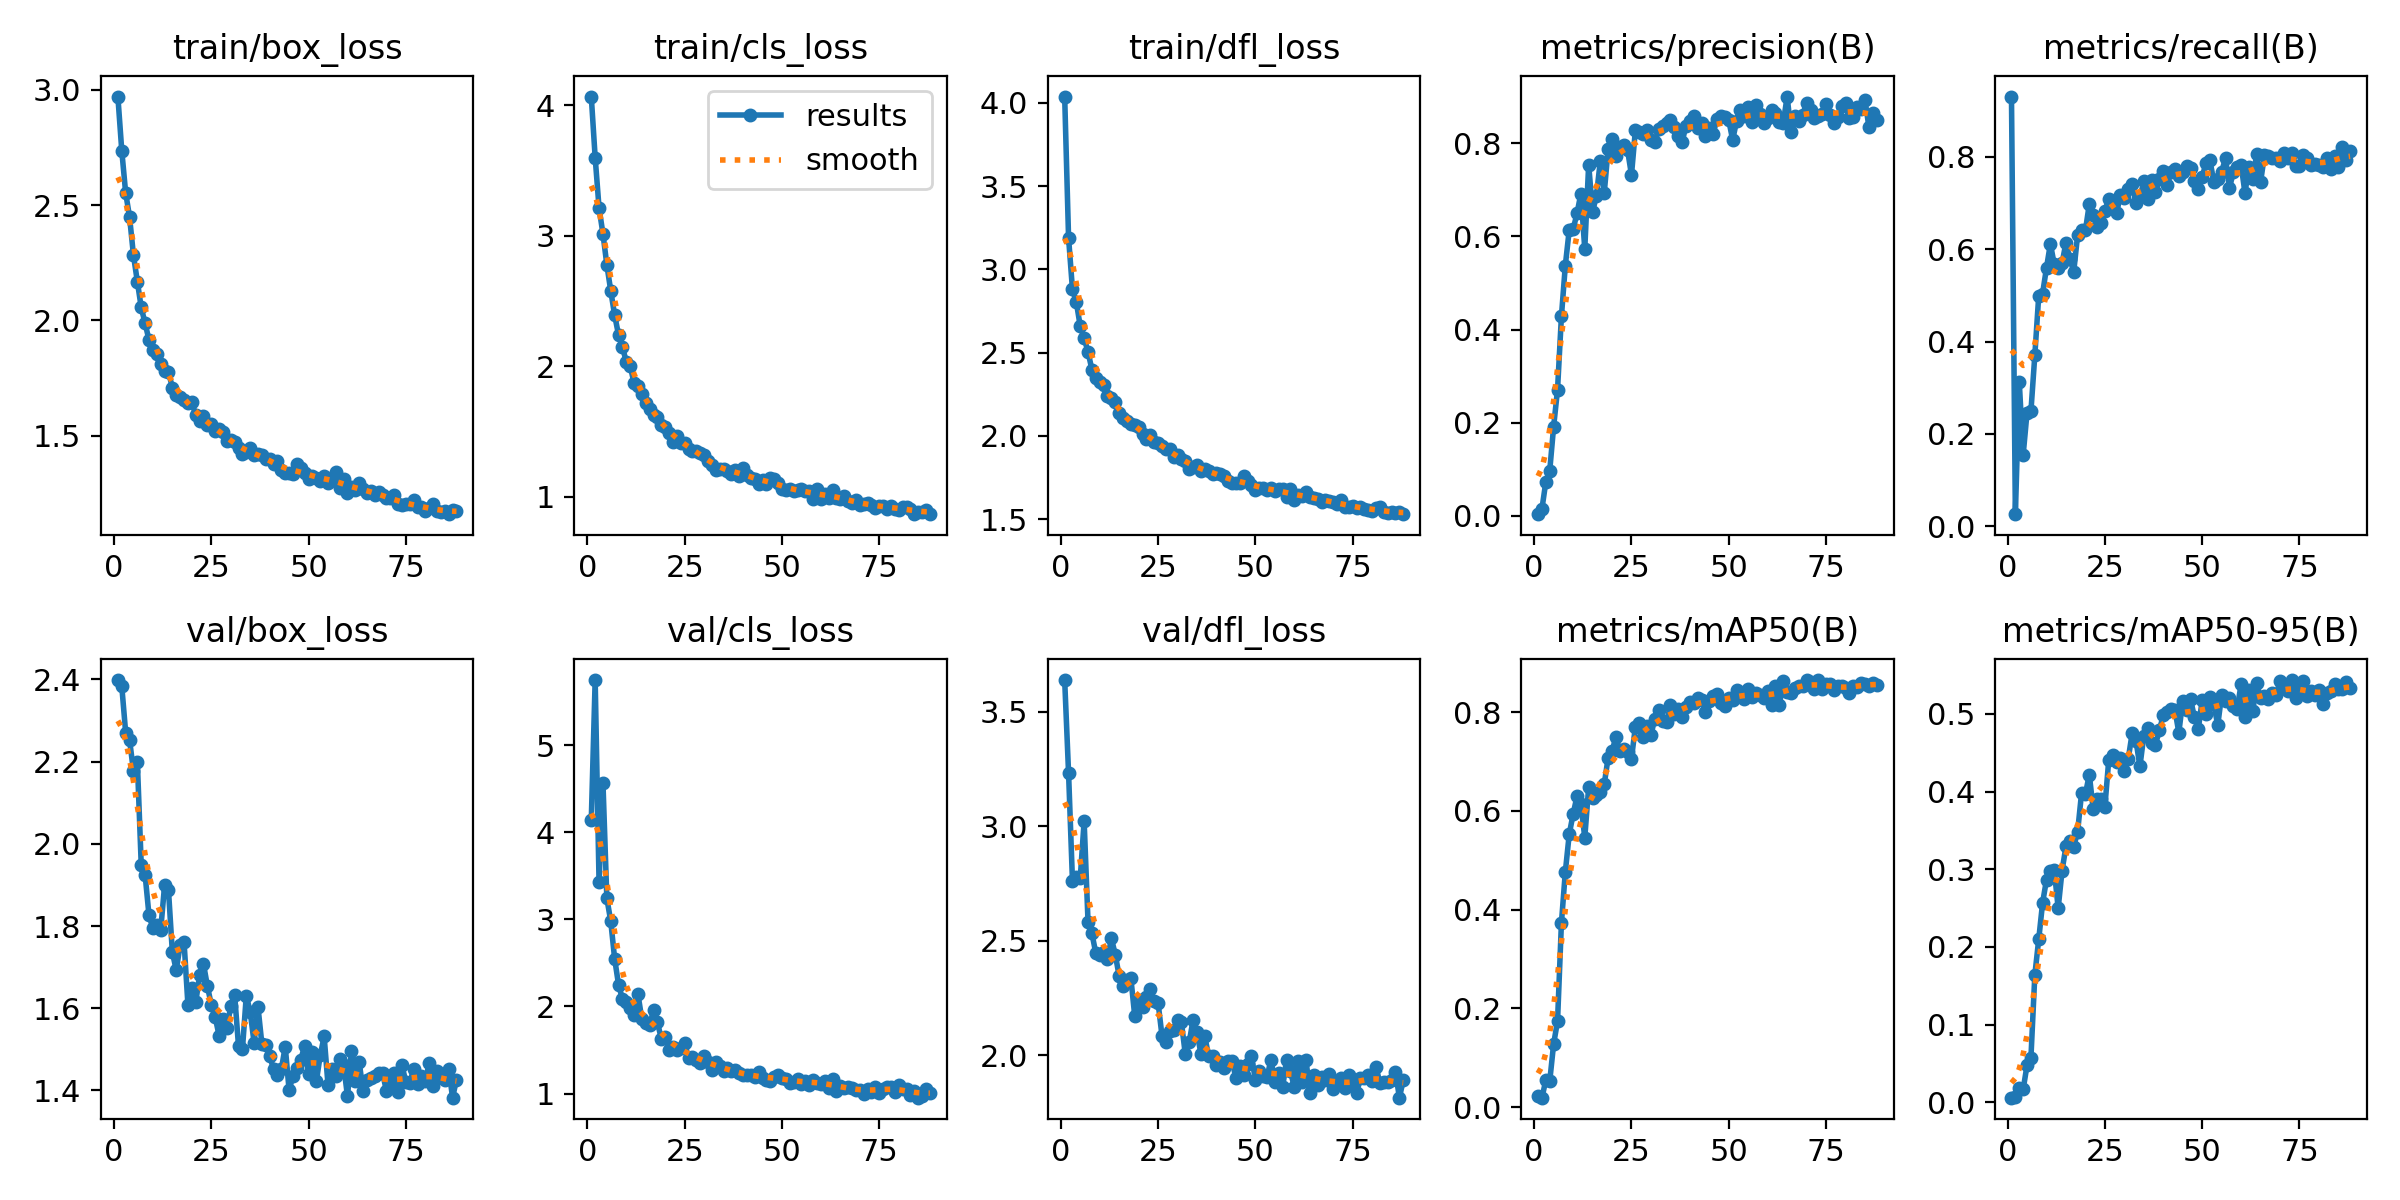 train/box_loss
train/cls_loss
train/dfl_loss
metrics/precision(B)
metrics/recall(B)
3.0
2.5
2.0
1.5
0 25 50 75
4
3
2
1
0 25 50 75
results
smooth
4.0
3.5
3.0
2.5
2.0
1.5
0 25 50 75
0.8
0.6
0.4
0.2
0.0
0 25 50 75
0.8
0.6
0.4
0.2
0.0
0 25 50 75
val/box_loss
val/cls_loss
val/dfl_loss
metrics/mAP50(B)
metrics/mAP50-95(B)
2.4
2.2
2.0
1.8
1.6
1.4
0 25 50 75
5
4
3
2
1
0 25 50 75
3.5
3.0
2.5
2.0
0 25 50 75
0.8
0.6
0.4
0.2
0.0
0 25 50 75
0.5
0.4
0.3
0.2
0.1
0.0
0 25 50 75